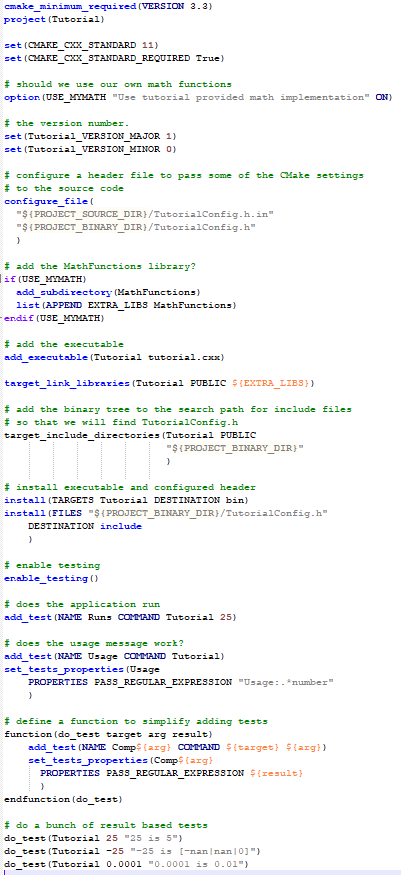 cmake_minimum_required(VERSION 3.3)
project(Tutorial)

set(CMAKE_CXX_STANDARD 11)
set(CMAKE_CXX_STANDARD_REQUIRED True)

# should we use our own math functions
option(USE_MYMATH "Use tutorial provided math implementation" ON)

# the version number.
set(Tutorial_VERSION_MAJOR 1)
set(Tutorial_VERSION_MINOR 0)

# configure a header file to pass some of the CMake settings
# to the source code
configure_file(
  "${PROJECT_SOURCE_DIR}/TutorialConfig.h.in"
  "${PROJECT_BINARY_DIR}/TutorialConfig.h"
  )

# add the MathFunctions library?
if(USE_MYMATH)
  add_subdirectory(MathFunctions)
  list(APPEND EXTRA_LIBS MathFunctions)
endif(USE_MYMATH)

# add the executable
add_executable(Tutorial tutorial.cxx)

target_link_libraries(Tutorial PUBLIC ${EXTRA_LIBS})

# add the binary tree to the search path for include files
# so that we will find TutorialConfig.h
target_include_directories(Tutorial PUBLIC
                           "${PROJECT_BINARY_DIR}"
                           )

# install executable and configured header
install(TARGETS Tutorial DESTINATION bin)
install(FILES "${PROJECT_BINARY_DIR}/TutorialConfig.h"
    DESTINATION include
    )

# enable testing
enable_testing()

# does the application run
add_test(NAME Runs COMMAND Tutorial 25)

# does the usage message work?
add_test(NAME Usage COMMAND Tutorial)
set_tests_properties(Usage
    PROPERTIES PASS_REGULAR_EXPRESSION "Usage:.*number"
    )

# define a function to simplify adding tests
function(do_test target arg result)
    add_test(NAME Comp${arg} COMMAND ${target} ${arg})
    set_tests_properties(Comp${arg}
      PROPERTIES PASS_REGULAR_EXPRESSION ${result}
      )
endfunction(do_test)

# do a bunch of result based tests
do_test(Tutorial 25 "25 is 5")
do_test(Tutorial -25 "-25 is [-nan|nan|0]")
do_test(Tutorial 0.0001 "0.0001 is 0.01")